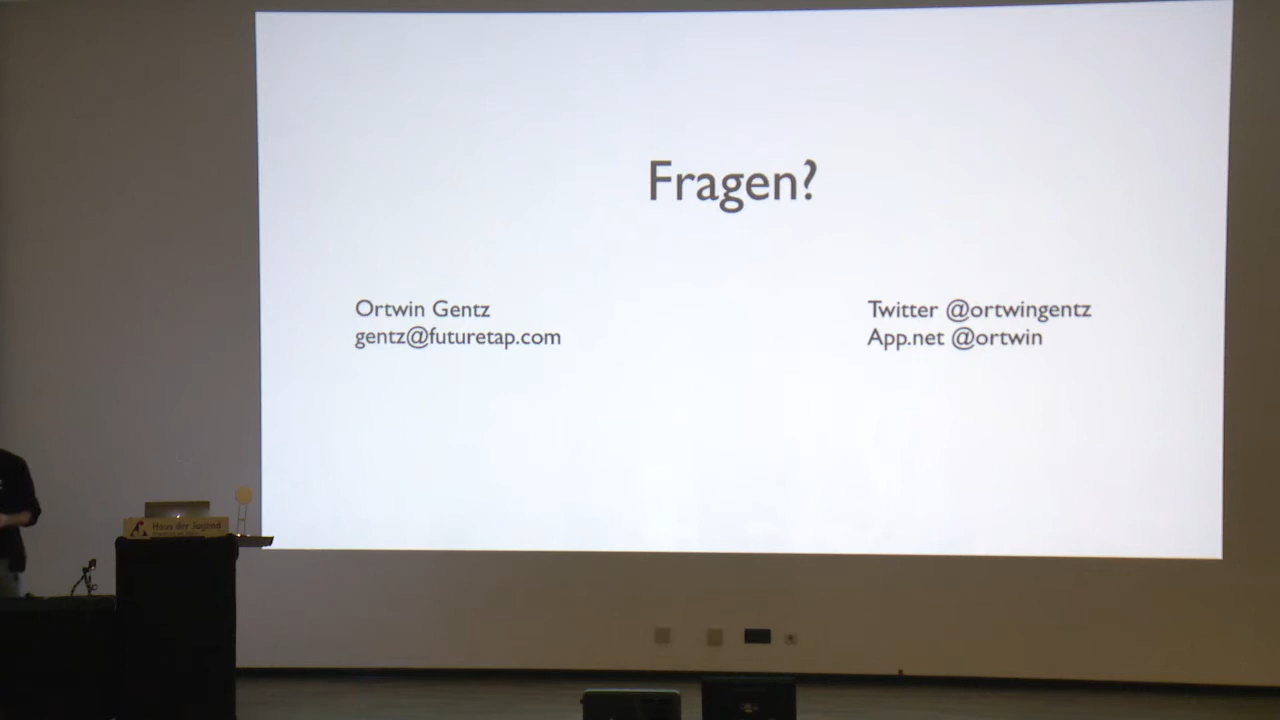 Fragen?
Ortwin Gentz
gentz@futuretap.com
Twitter @ortwingentz
App.net @ortwin
Haus der Jugend